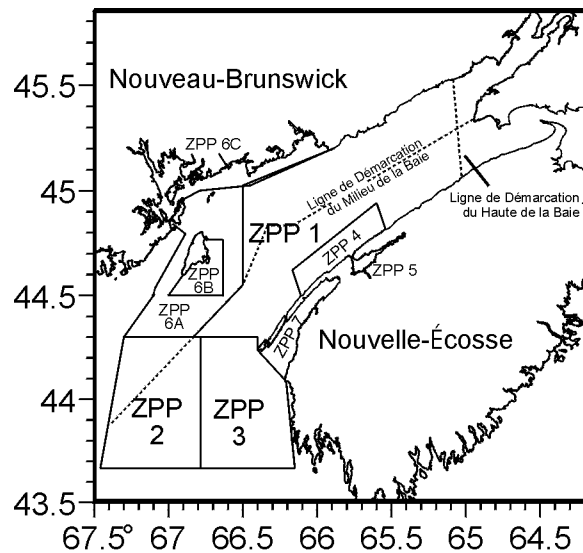 45.5
45
44.5
44
43.5
67.5°
67
66.5
66
65.5
65
64.5
Nouveau-Brunswick
ZPP 6C
Ligne de Démarcation
du Milieu de la Baie
Ligne de Démarcation
du Haute de la Baie
ZPP 1
ZPP 4
ZPP 5
ZPP
6B
ZPP
6A
ZPP 7
Nouvelle-Écosse
ZPP
2
ZPP
3